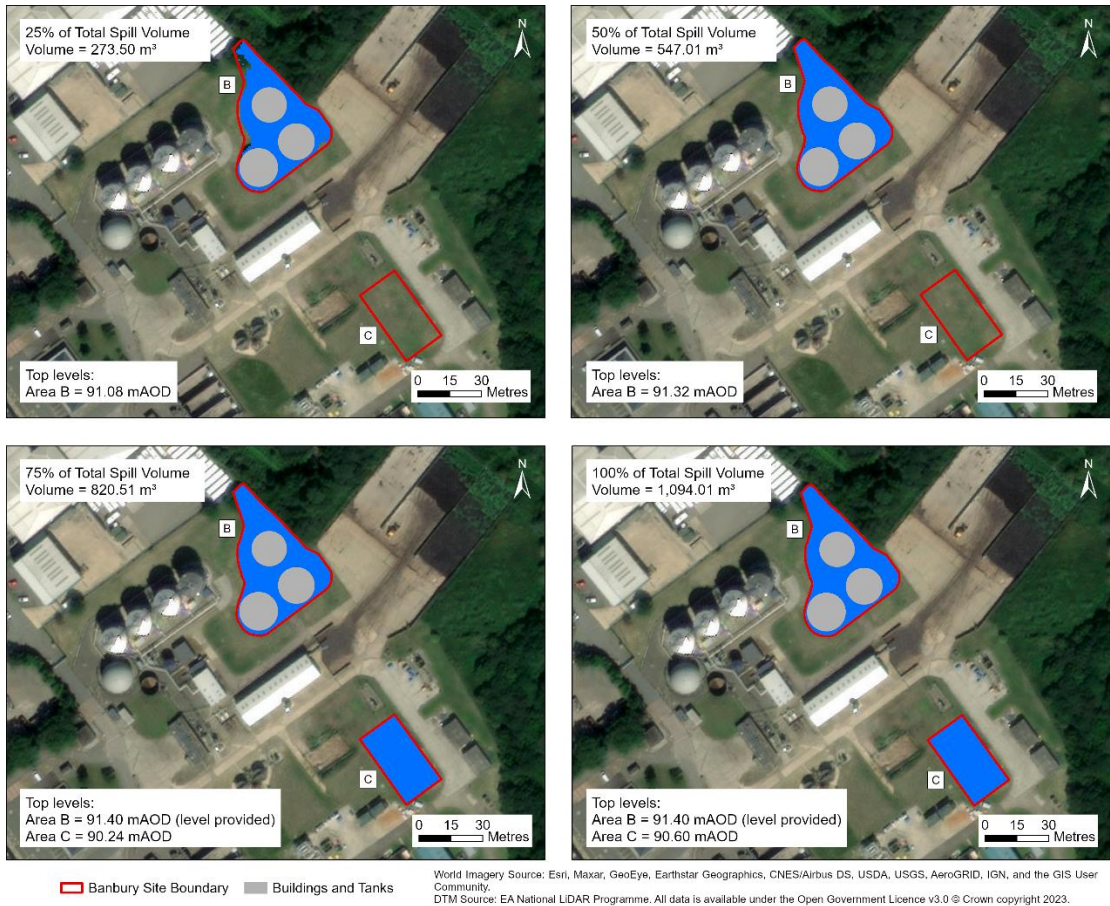 25% of Total Spill Volume
Volume = 273.50 m³
N
B
C
Top levels:
Area B = 91.08 mAOD
0 15 30
Metres
50% of Total Spill Volume
Volume = 547.01 m³
N
B
C
Top levels:
Area B = 91.32 mAOD
0 15 30
Metres
75% of Total Spill Volume
Volume = 820.51 m³
N
B
C
Top levels:
Area B = 91.40 mAOD (level provided)
Area C = 90.24 mAOD
0 15 30
Metres
100% of Total Spill Volume
Volume = 1,094.01 m³
N
B
C
Top levels:
Area B = 91.40 mAOD (level provided)
Area C = 90.60 mAOD
0 15 30
Metres
Banbury Site Boundary
Buildings and Tanks
World Imagery Source: Esri, Maxar, GeoEye, Earthstar Geographics, CNES/Airbus DS, USDA, USGS, AeroGRID, IGN, and the GIS User
Community.
DTM Source: EA National LiDAR Programme. All data is available under the Open Government Licence v3.0 © Crown copyright 2023.